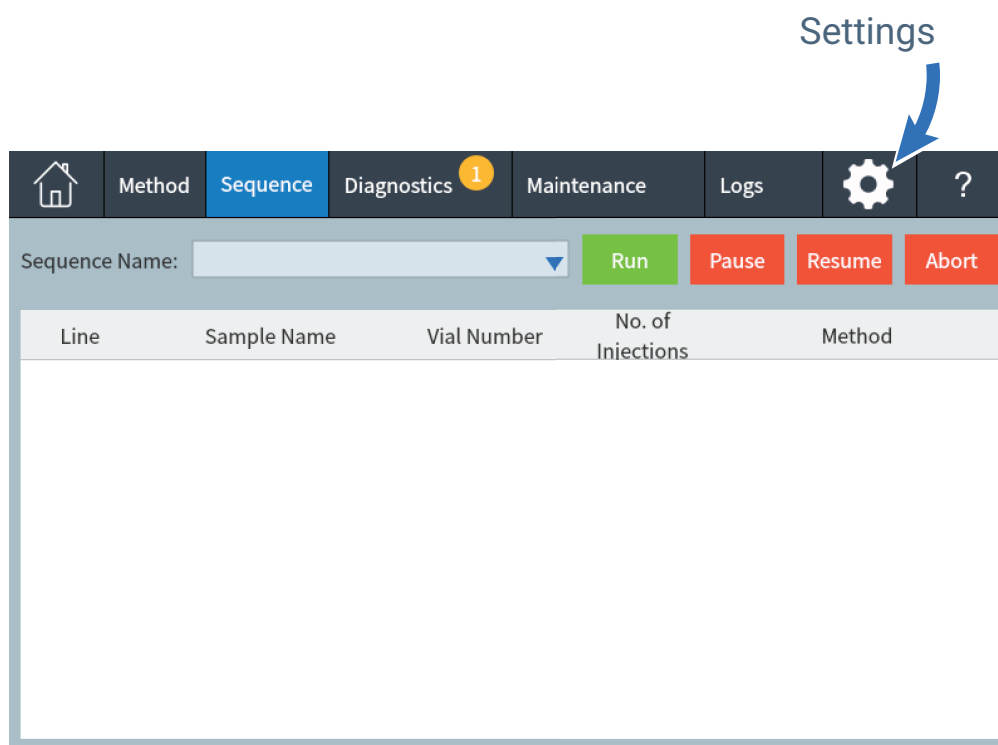 Settings
Method Sequence Diagnostics 1 Maintenance Logs ?
Sequence Name: Run Pause Resume Abort
Line Sample Name Vial Number No. of Injections Method